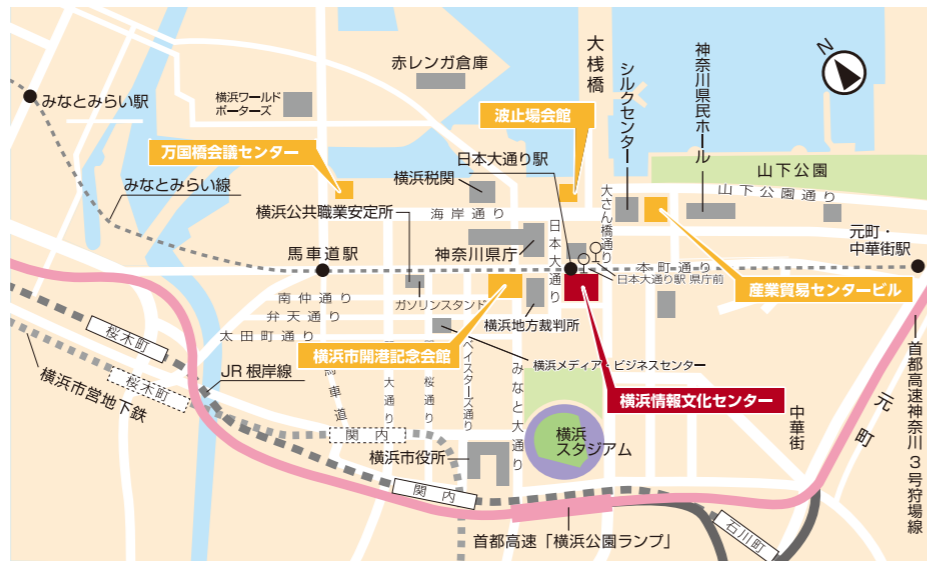 赤レンガ倉庫
大桟橋
シルクセンター
神奈川県民ホール
N
みなとみらい駅
横浜ワールド
ポーターズ
波止場会館
万国橋会議センター
日本大通り駅
山下公園
横浜税関
みなとみらい線
山下公園通り
大さん橋通り
海岸通り
横浜公共職業安定所
元町・
中華街駅
馬車道駅
神奈川県庁
日本大通り
本町通り
日本大通り駅 県庁前
産業貿易センタービル
南仲通り
ガソリンスタンド
弁天通り
横浜地方裁判所
太田町通り
桜木町
横浜市開港記念会館
ベイスターズ通り
横浜メディア・ビジネスセンター
JR 根岸線
桜木町
横浜市営地下鉄
馬車道
大通り
桜通り
みなと大通り
横浜情報文化センター
首都高速神奈川3号狩場線
元町
中華街
関内
横浜
スタジアム
横浜市役所
関内
石川町
首都高速「横浜公園ランプ」